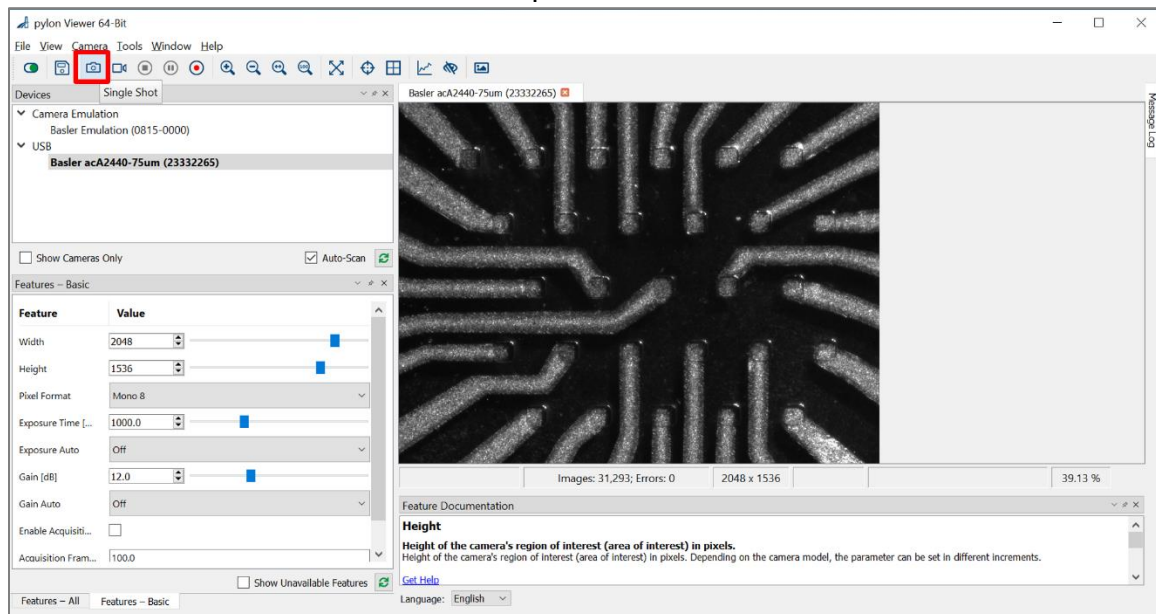 pylon Viewer 64-Bit
File View Camera Tools Window Help
Single Shot
Devices
Camera Emulation
Basler Emulation (0815-0000)
USB
Basler acA2440-75um (23332265)
Show Cameras Only
Auto-Scan
Features – Basic
Feature Value
Width 2048
Height 1536
Pixel Format Mono 8
Exposure Time [... 1000.0
Exposure Auto Off
Gain [dB] 12.0
Gain Auto Off
Enable Acquisiti...
Acquisition Fram... 100.0
Show Unavailable Features
Features – All Features – Basic
Basler acA2440-75um (23332265)
Message Log
Images: 31,293; Errors: 0 2048 x 1536 39.13 %
Feature Documentation
Height
Height of the camera's region of interest (area of interest) in pixels.
Height of the camera's region of interest (area of interest) in pixels. Depending on the camera model, the parameter can be set in different increments.
Get Help
Language: English